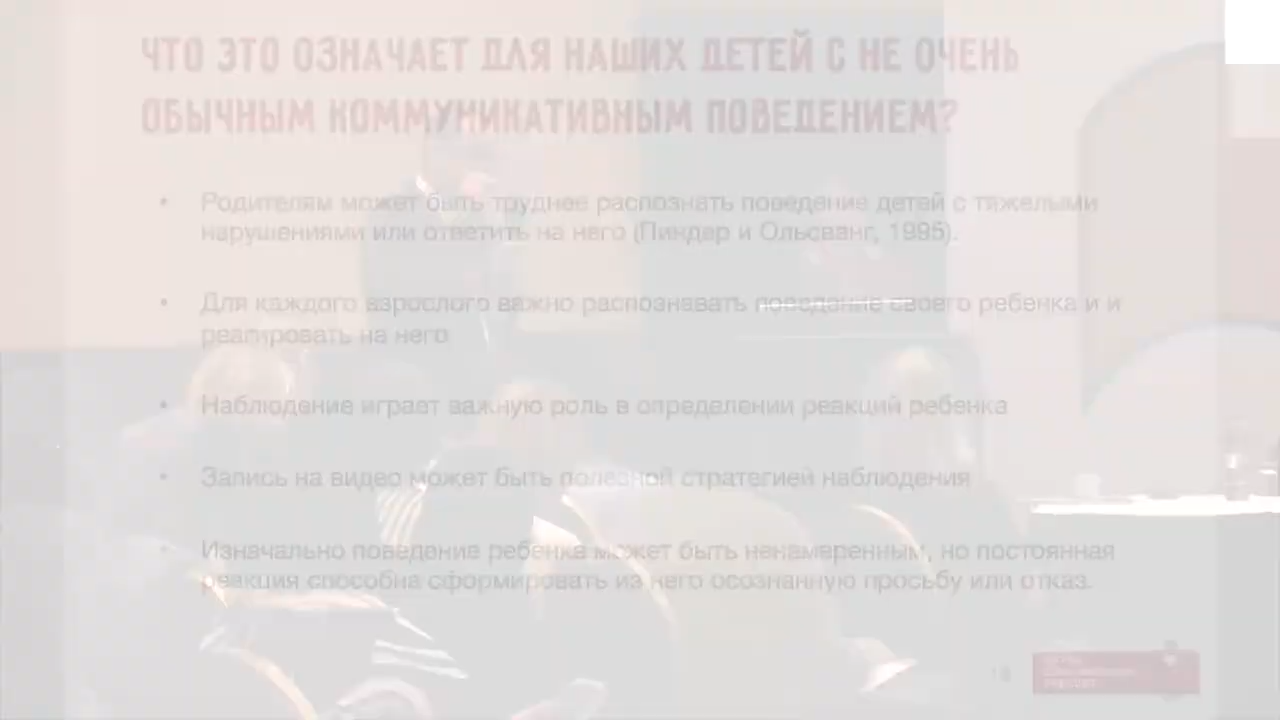 ЧТО ЭТО ОЗНАЧАЕТ ДЛЯ НАШИХ ДЕТЕЙ С НЕ ОЧЕНЬ
ОБЫЧНЫМ КОММУНИКАТИВНЫМ ПОВЕДЕНИЕМ?
• Родителям может быть труднее распознать поведение детей с тяжелыми
нарушениями или ответить на него (Пиндер и Ольсванг, 1995).
• Для каждого взрослого важно распознавать поведение своего ребенка и и
реагировать на него
• Наблюдение играет важную роль в определении реакций ребенка
• Запись на видео может быть полезной стратегией наблюдения
• Изначально поведение ребенка может быть ненамеренным, но постоянная
реакция способна сформировать из него осознанную просьбу или отказ.